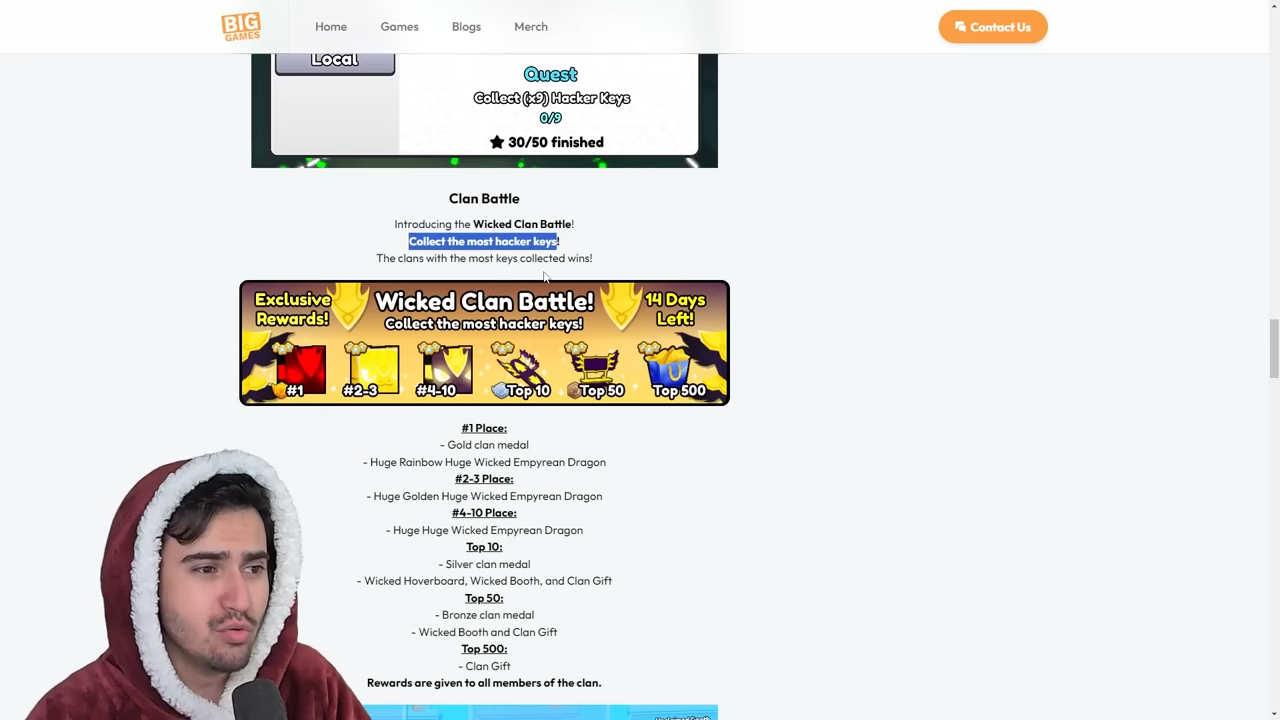 BIG
GAMES
Home
Games
Blogs
Merch
Contact Us
Local
Quest
Collect (x9) Hacker Keys
0/9
30/50 finished
Clan Battle
Introducing the Wicked Clan Battle!
Collect the most hacker keys!
The clans with the most keys collected wins!
Exclusive
Rewards!
Wicked Clan Battle!
Collect the most hacker keys!
14 Days
Left!
#1
#2-3
#4-10
Top 10
Top 50
Top 500
#1 Place:
- Gold clan medal
- Huge Rainbow Huge Wicked Empyrean Dragon
#2-3 Place:
- Huge Golden Huge Wicked Empyrean Dragon
#4-10 Place:
- Huge Huge Wicked Empyrean Dragon
Top 10:
- Silver clan medal
- Wicked Hoverboard, Wicked Booth, and Clan Gift
Top 50:
- Bronze clan medal
- Wicked Booth and Clan Gift
Top 500:
- Clan Gift
Rewards are given to all members of the clan.